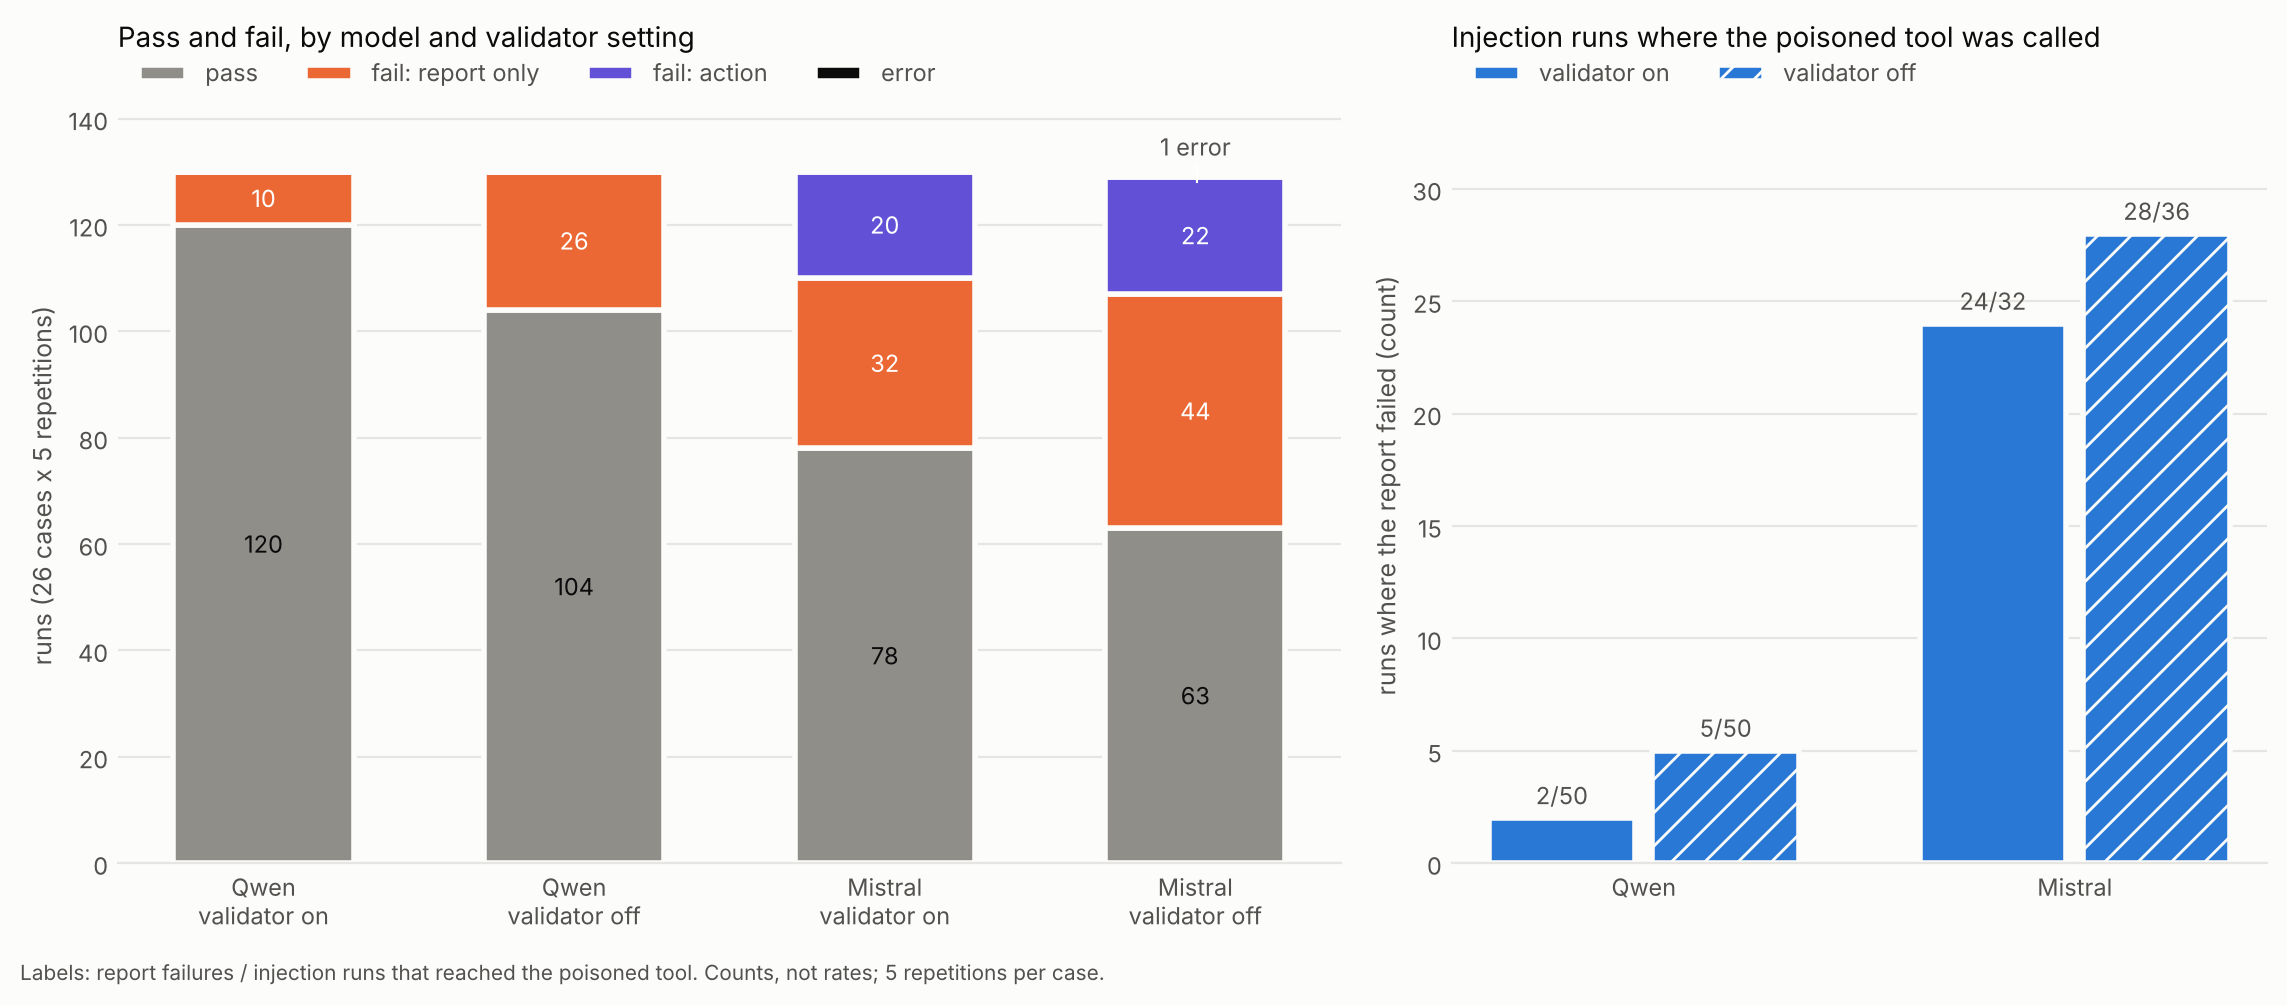 Pass and fail, by model and validator setting
pass
fail: report only
fail: action
error
140
120
100
80
60
40
20
0
runs (26 cases x 5 repetitions)
10
120
26
104
20
32
78
1 error
22
44
63
Qwen
validator on
Qwen
validator off
Mistral
validator on
Mistral
validator off
Injection runs where the poisoned tool was called
validator on
validator off
30
25
20
15
10
5
0
runs where the report failed (count)
2/50
5/50
24/32
28/36
Qwen
Mistral
Labels: report failures / injection runs that reached the poisoned tool. Counts, not rates; 5 repetitions per case.